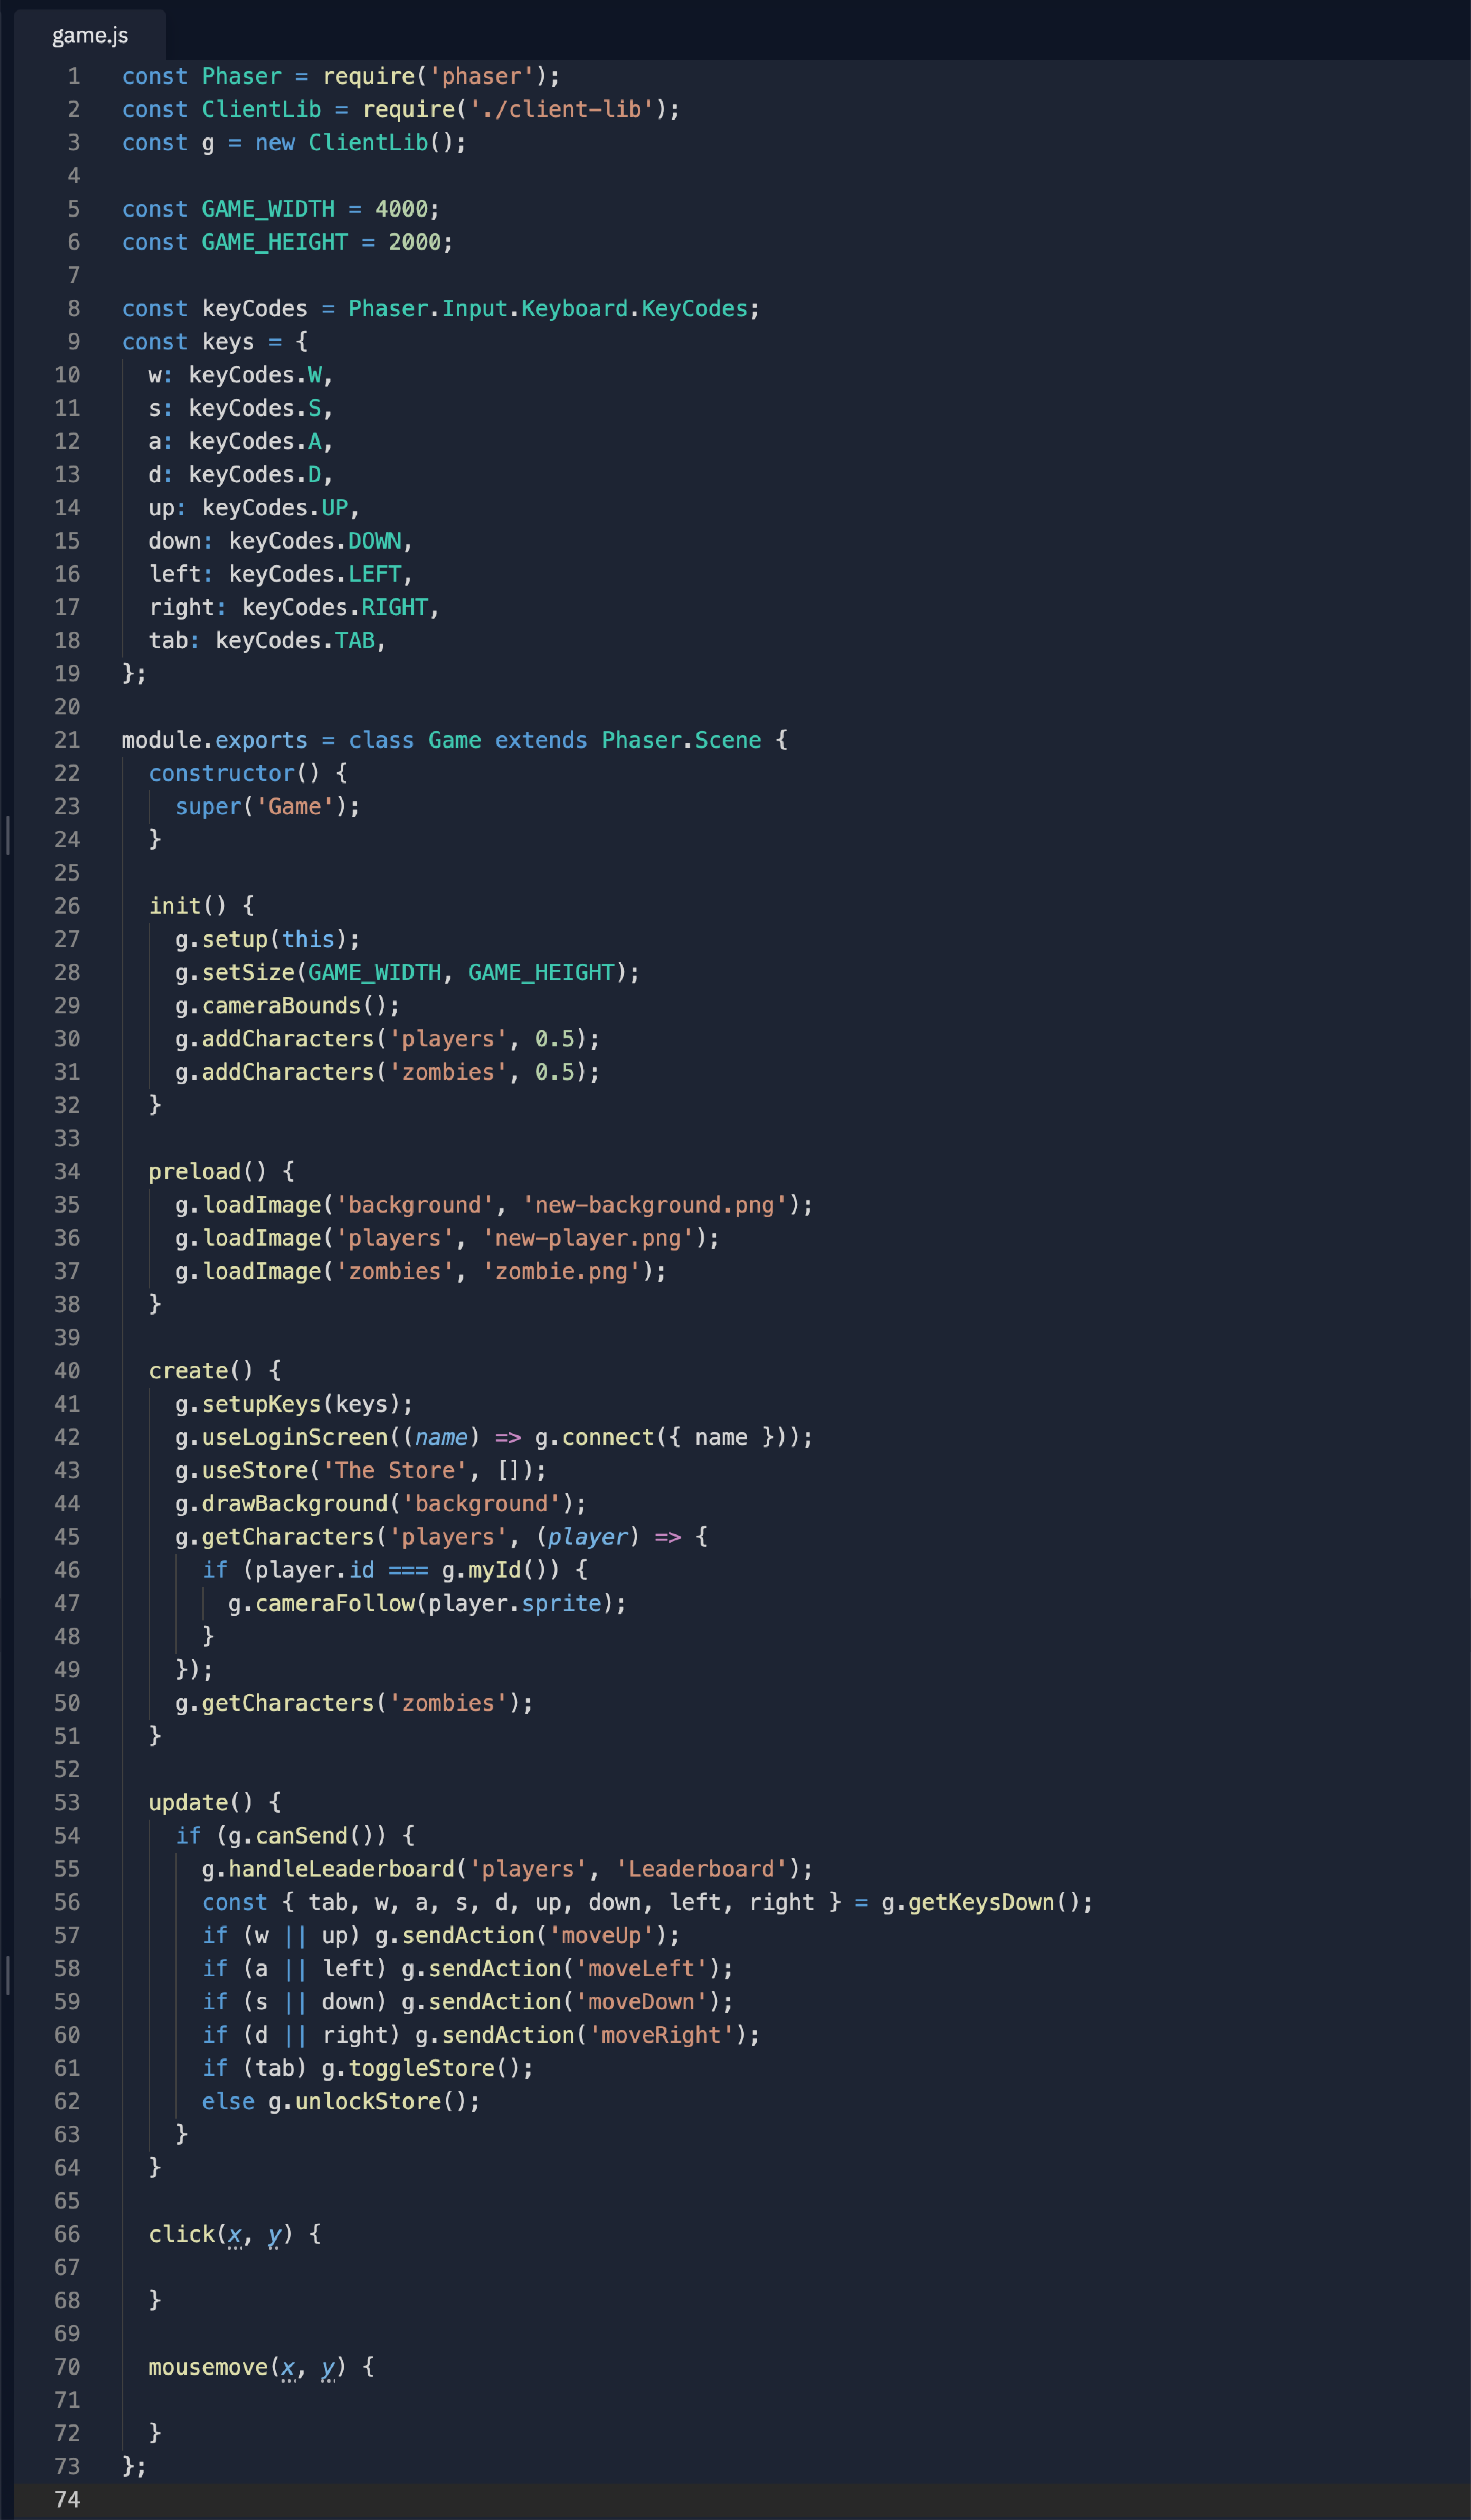 game.js
1 const Phaser = require('phaser');
2 const ClientLib = require('./client-lib');
3 const g = new ClientLib();
4
5 const GAME_WIDTH = 4000;
6 const GAME_HEIGHT = 2000;
7
8 const keyCodes = Phaser.Input.Keyboard.KeyCodes;
9 const keys = {
10   w: keyCodes.W,
11   s: keyCodes.S,
12   a: keyCodes.A,
13   d: keyCodes.D,
14   up: keyCodes.UP,
15   down: keyCodes.DOWN,
16   left: keyCodes.LEFT,
17   right: keyCodes.RIGHT,
18   tab: keyCodes.TAB,
19 };
20
21 module.exports = class Game extends Phaser.Scene {
22   constructor() {
23     super('Game');
24   }
25
26   init() {
27     g.setup(this);
28     g.setSize(GAME_WIDTH, GAME_HEIGHT);
29     g.cameraBounds();
30     g.addCharacters('players', 0.5);
31     g.addCharacters('zombies', 0.5);
32   }
33
34   preload() {
35     g.loadImage('background', 'new-background.png');
36     g.loadImage('players', 'new-player.png');
37     g.loadImage('zombies', 'zombie.png');
38   }
39
40   create() {
41     g.setupKeys(keys);
42     g.useLoginScreen((name) => g.connect({ name }));
43     g.useStore('The Store', []);
44     g.drawBackground('background');
45     g.getCharacters('players', (player) => {
46       if (player.id === g.myId()) {
47         g.cameraFollow(player.sprite);
48       }
49     });
50     g.getCharacters('zombies');
51   }
52
53   update() {
54     if (g.canSend()) {
55       g.handleLeaderboard('players', 'Leaderboard');
56       const { tab, w, a, s, d, up, down, left, right } = g.getKeysDown();
57       if (w || up) g.sendAction('moveUp');
58       if (a || left) g.sendAction('moveLeft');
59       if (s || down) g.sendAction('moveDown');
60       if (d || right) g.sendAction('moveRight');
61       if (tab) g.toggleStore();
62       else g.unlockStore();
63     }
64   }
65
66   click(x, y) {
67
68   }
69
70   mousemove(x, y) {
71
72   }
73 };
74